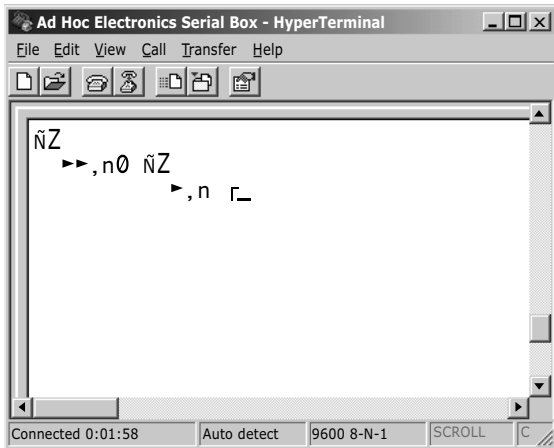 Ad Hoc Electronics Serial Box - HyperTerminal
File Edit View Call Transfer Help
ÑZ
►►,n0 ÑZ
►,n ┌_
Connected 0:01:58 Auto detect 9600 8-N-1 SCROLL C